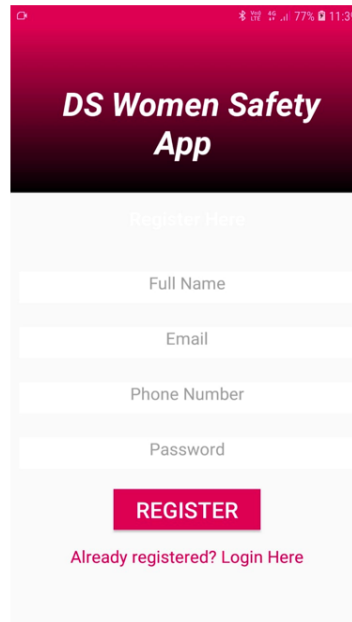 77% 11:3
DS Women Safety
App
Register Here
Full Name
Email
Phone Number
Password
REGISTER
Already registered? Login Here